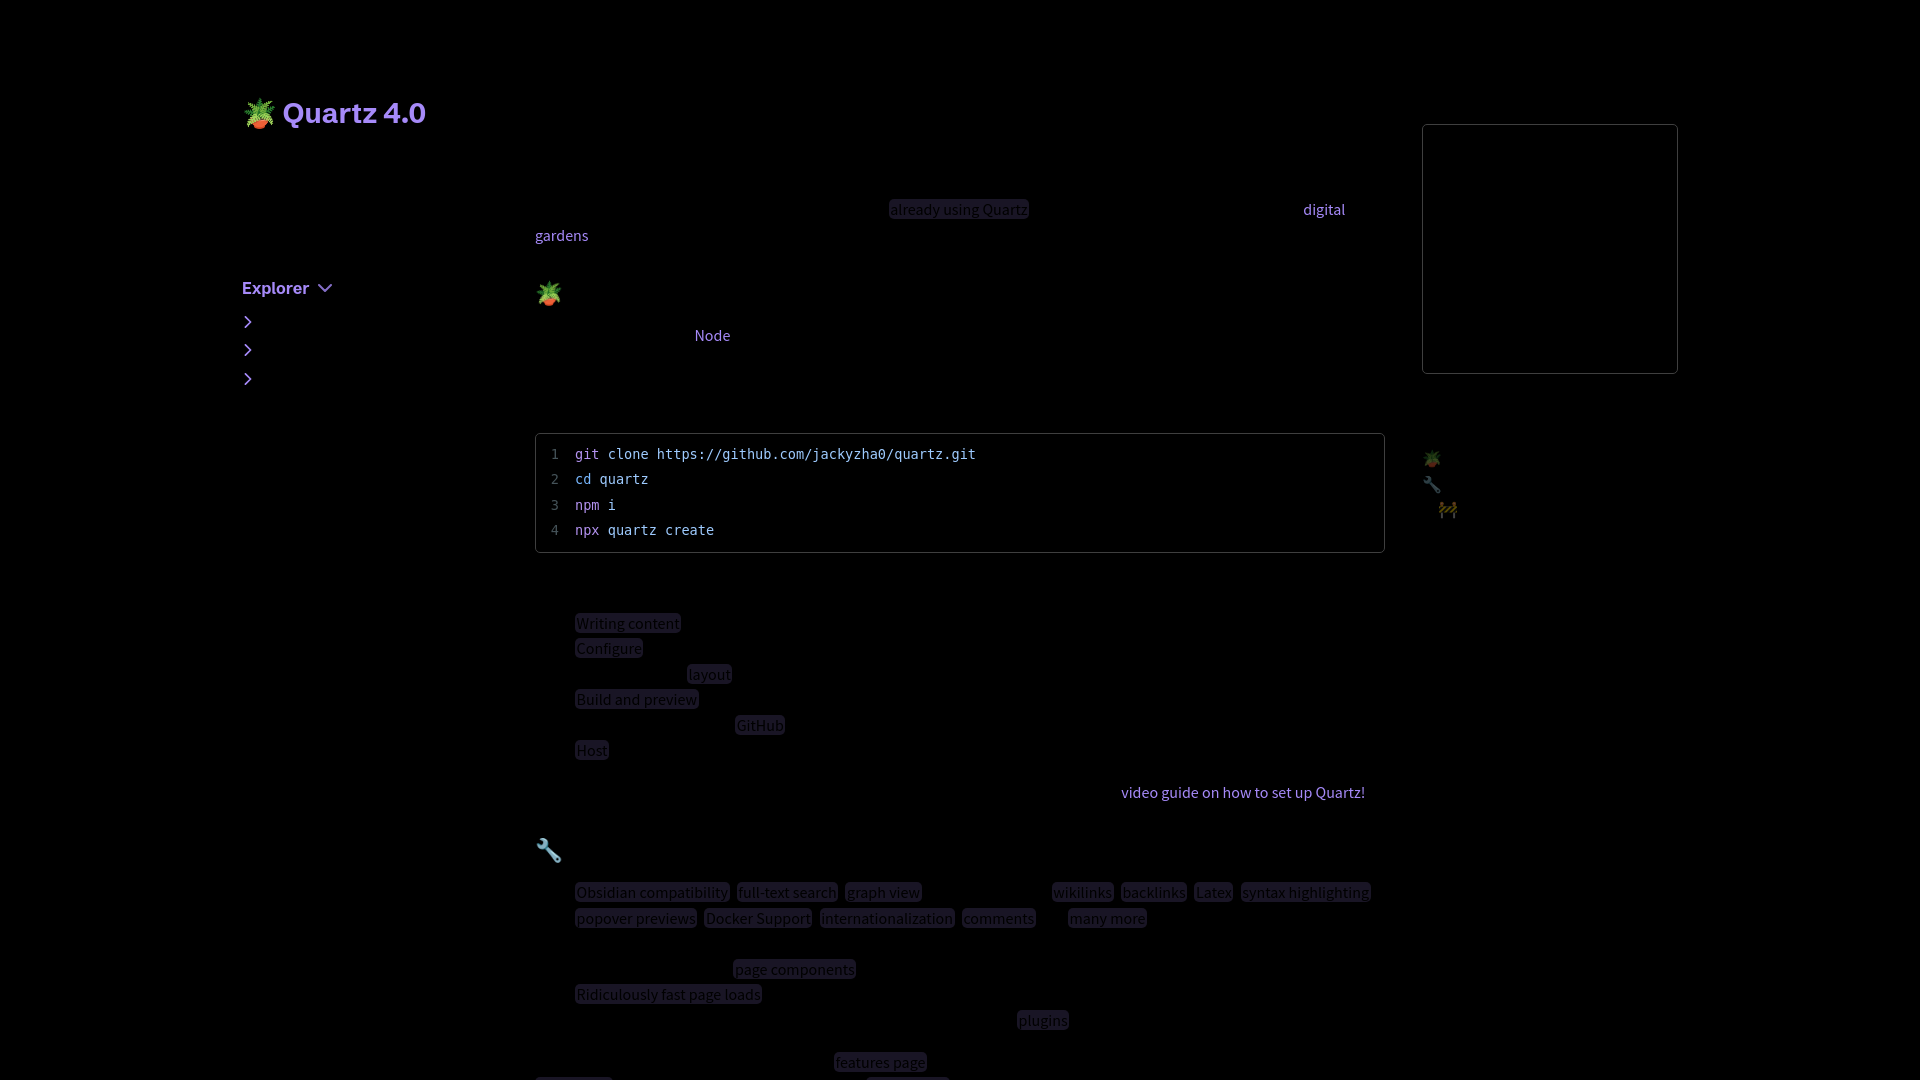 🪴 Quartz 4.0
already using Quartz digital
gardens
Explorer
Node
1 git clone https://github.com/jackyzha0/quartz.git
2 cd quartz
3 npm i
4 npx quartz create
Writing content
Configure
layout
Build and preview
GitHub
Host
video guide on how to set up Quartz!
Obsidian compatibility full-text search graph view wikilinks backlinks Latex syntax highlighting
popover previews Docker Support internationalization comments many more
page components
Ridiculously fast page loads
plugins
features page